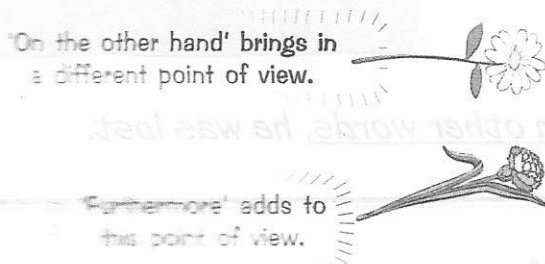 'On the other hand' brings in
a different point of view.
n other words, he was lost.
'Furthermore' adds to
this point of view.